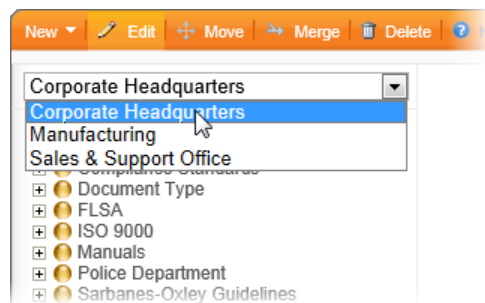 New Edit Move Merge Delete
Corporate Headquarters
Corporate Headquarters
Manufacturing
Sales & Support Office
Compliance Standards
Document Type
FLSA
ISO 9000
Manuals
Police Department
Sarbanes-Oxley Guidelines